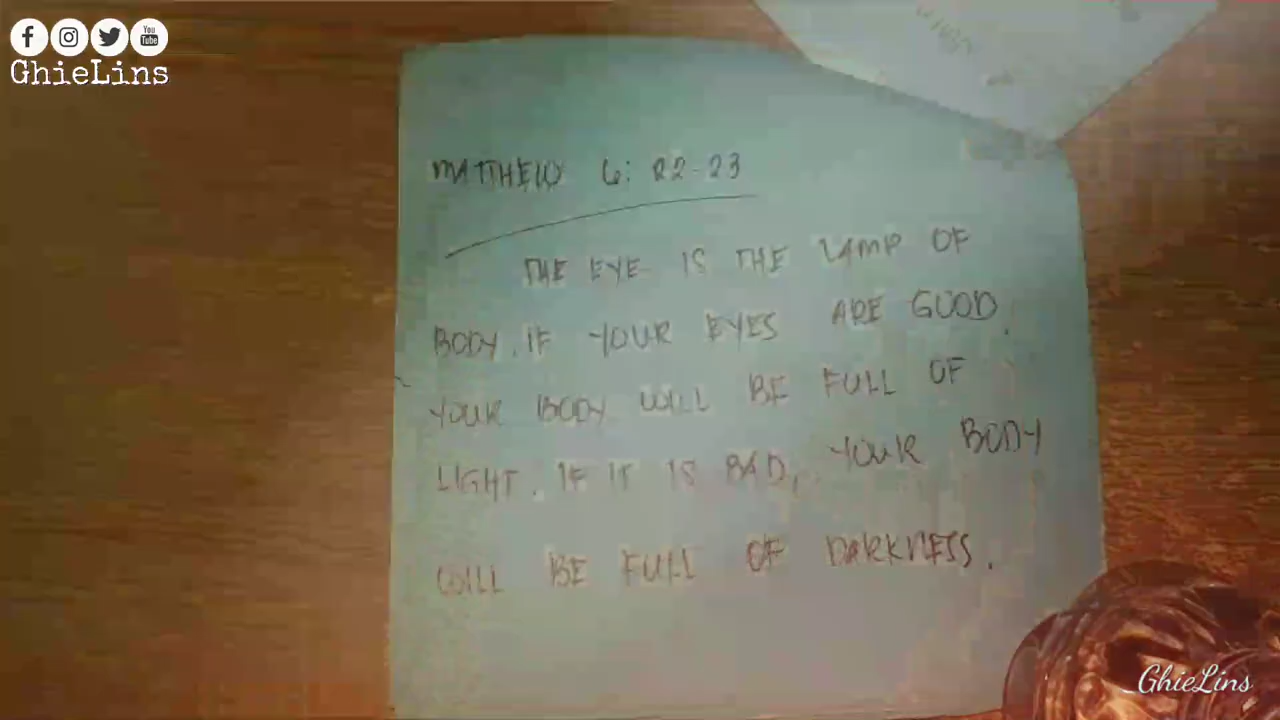 GhieLins
MATTHEW 6: 22-23
THE EYE IS THE LAMP OF
BODY. IF YOUR EYES ARE GOOD,
YOUR BODY WILL BE FULL OF
LIGHT. IF IT IS BAD, YOUR BODY
WILL BE FULL OF DARKNESS.
GhieLins